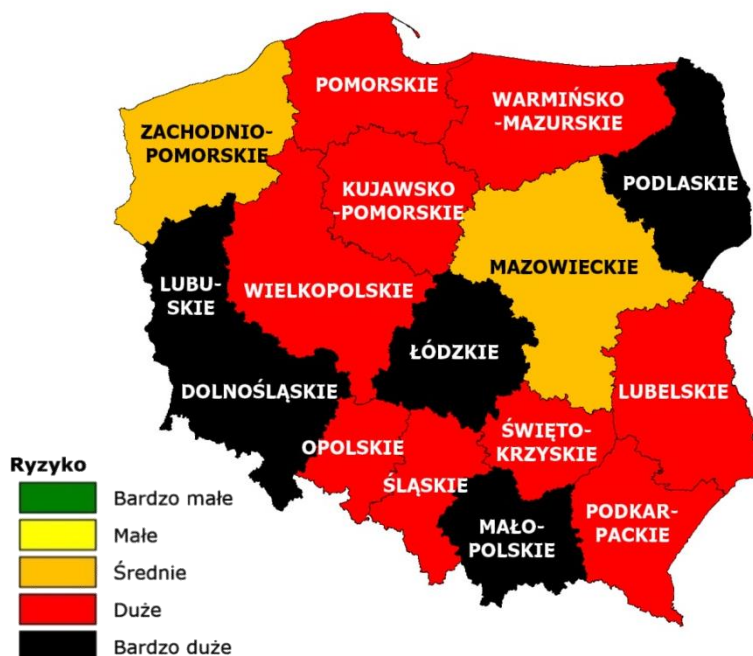 POMORSKIE
WARMIŃSKO
-MAZURSKIE
ZACHODNIO-
POMORSKIE
PODLASKIE
KUJAWSKO
-POMORSKIE
MAZOWIECKIE
LUBU-
SKIE
WIELKOPOLSKIE
ŁÓDZKIE
DOLNOŚLĄSKIE
LUBELSKIE
OPOLSKIE
ŚWIĘTO-
KRZYSKIE
ŚLĄSKIE
MAŁO-
POLSKIE
PODKAR-
PACKIE
Ryzyko
Bardzo małe
Małe
Średnie
Duże
Bardzo duże